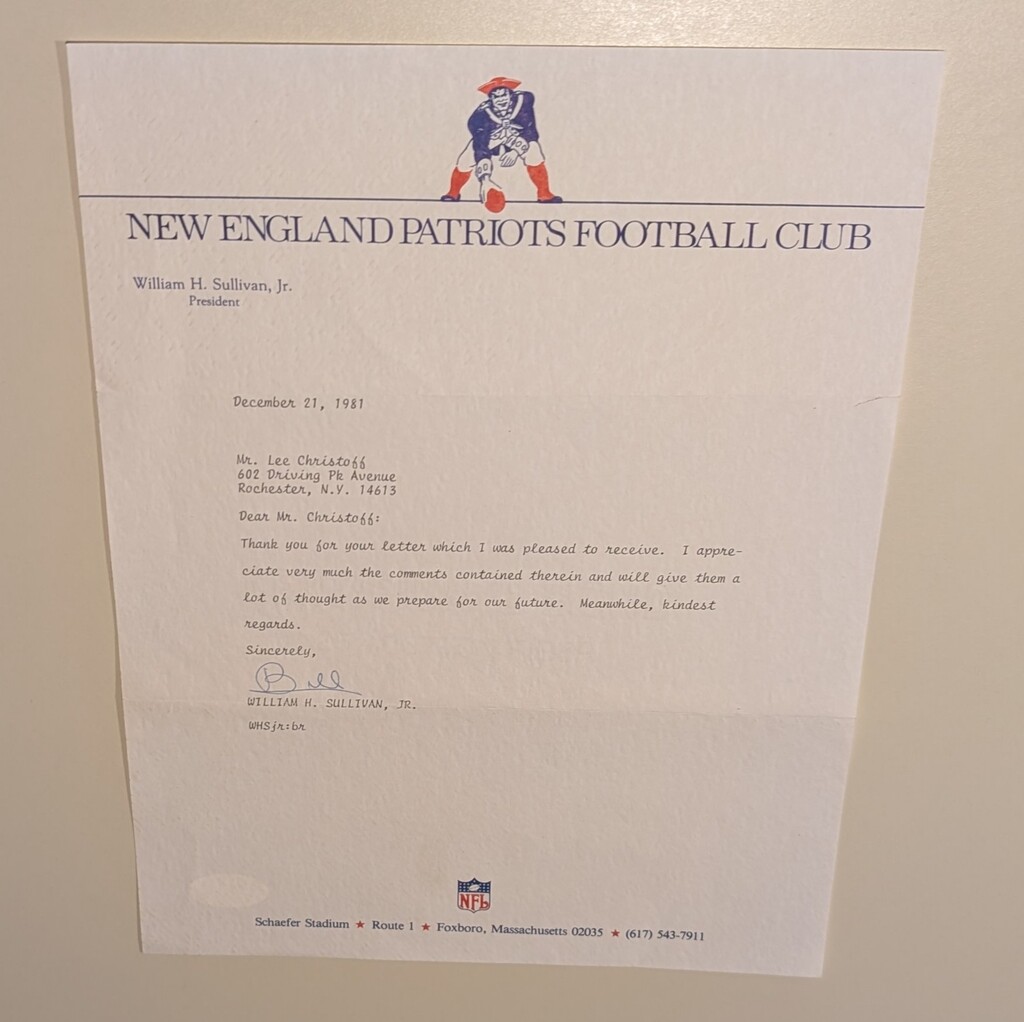 NEW ENGLAND PATRIOTS FOOTBALL CLUB
William H. Sullivan, Jr.
President
December 21, 1981
Mr. Lee Christoff
602 Driving Pk Avenue
Rochester, N.Y. 14613
Dear Mr. Christoff:
Thank you for your letter which I was pleased to receive. I appre-
ciate very much the comments contained therein and will give them a
lot of thought as we prepare for our future. Meanwhile, kindest
regards.
Sincerely,
Bill
WILLIAM H. SULLIVAN, JR.
WHSjr:br
NFL
Schaefer Stadium ★ Route 1 ★ Foxboro, Massachusetts 02035 ★ (617) 543-7911